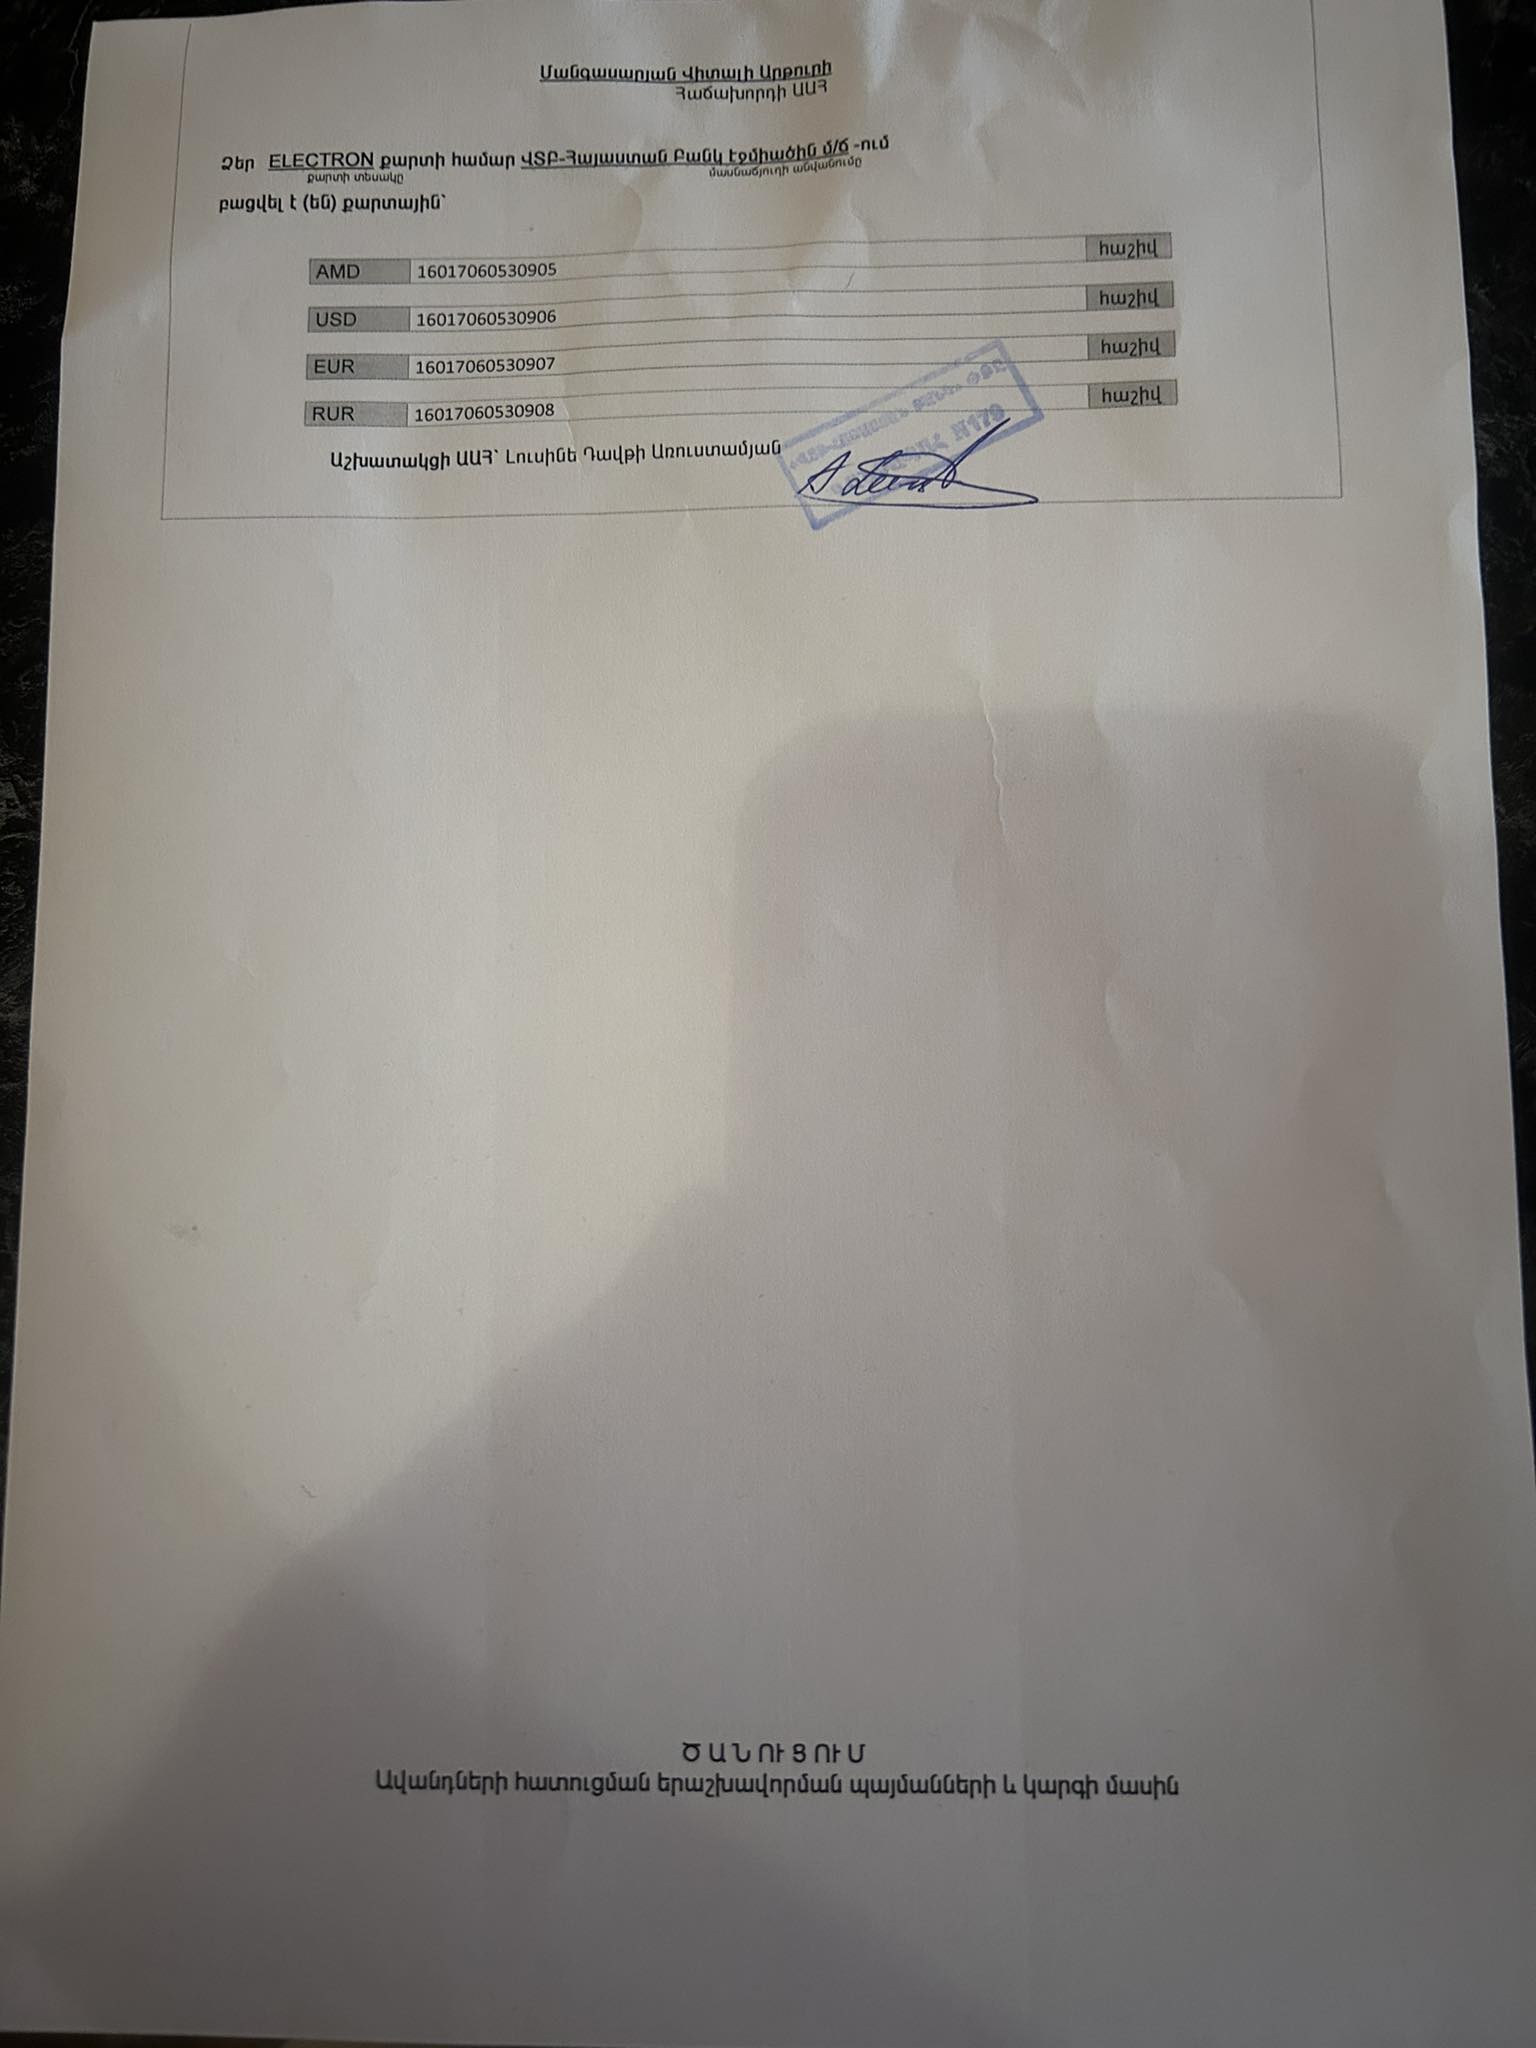 Մանգասարյան Վիտալի Արթուրի
Հաճախորդի ԱԱՀ
Ձեր ELECTRON քարտի համար ՎՏԲ-Հայաստան Բանկ Էջմիածին մ/ճ -ում
քարտի տեսակը մասնաճյուղի անվանումը
բացվել է (են) քարտային՝
AMD 16017060530905 հաշիվ
USD 16017060530906 հաշիվ
EUR 16017060530907 հաշիվ
RUR 16017060530908 հաշիվ
Աշխատակցի ԱԱՀ՝ Լուսինե Դավթի Առուստամյան
N179
ԾԱՆՈՒՑՈՒՄ
Ավանդների հատուցման երաշխավորման պայմանների և կարգի մասին